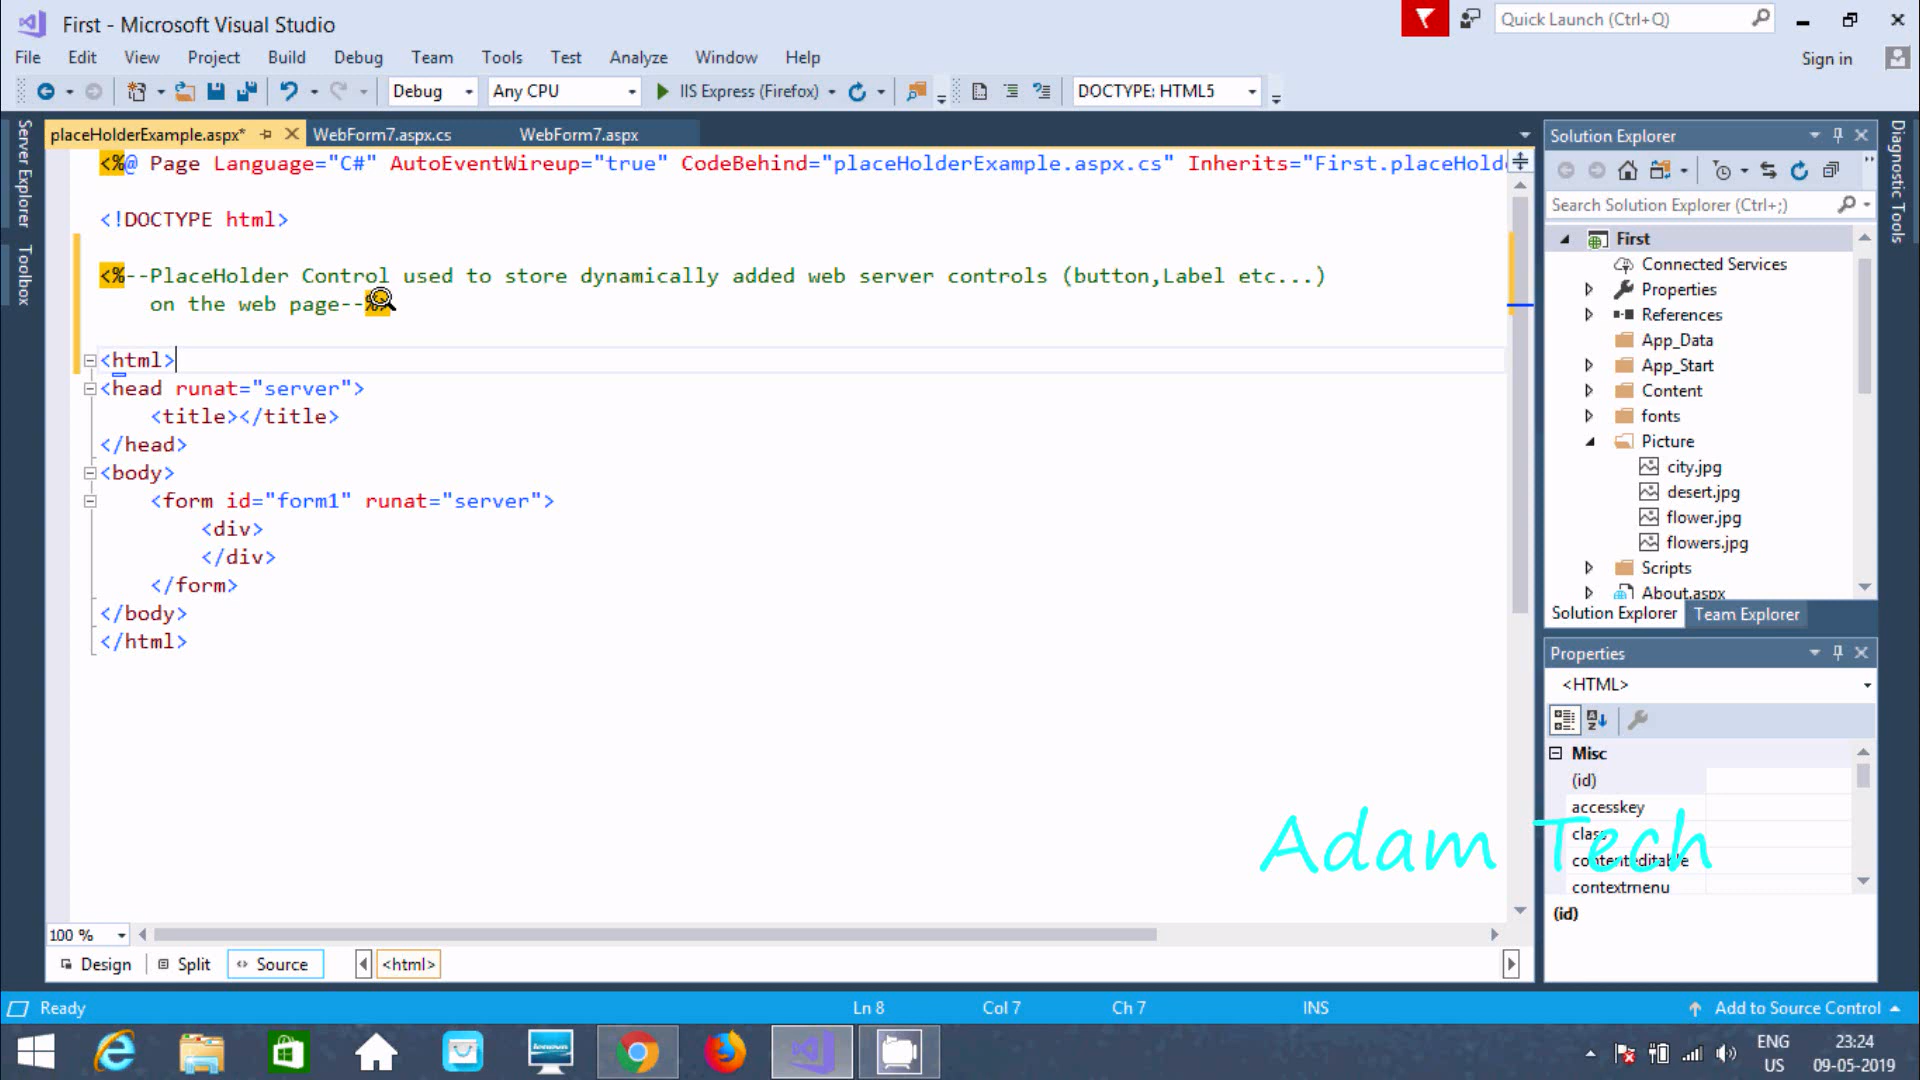 First - Microsoft Visual Studio
Quick Launch (Ctrl+Q)
File Edit View Project Build Debug Team Tools Test Analyze Window Help
Sign in
Debug Any CPU IIS Express (Firefox) DOCTYPE: HTML5
Server Explorer
Toolbox
placeHolderExample.aspx* WebForm7.aspx.cs WebForm7.aspx
<%@ Page Language="C#" AutoEventWireup="true" CodeBehind="placeHolderExample.aspx.cs" Inherits="First.placeHold
<!DOCTYPE html>
<%--PlaceHolder Control used to store dynamically added web server controls (button,Label etc...)
on the web page--%>
<html>
<head runat="server">
<title></title>
</head>
<body>
<form id="form1" runat="server">
<div>
</div>
</form>
</body>
</html>
100 %
Design Split Source <html>
Solution Explorer
Search Solution Explorer (Ctrl+;)
First
Connected Services
Properties
References
App_Data
App_Start
Content
fonts
Picture
city.jpg
desert.jpg
flower.jpg
flowers.jpg
Scripts
About.aspx
Solution Explorer Team Explorer
Properties
<HTML>
Misc
(id)
accesskey
class
contenteditable
contextmenu
(id)
Diagnostic Tools
Adam Tech
Ready Ln 8 Col 7 Ch 7 INS Add to Source Control
ENG
US
23:24
09-05-2019